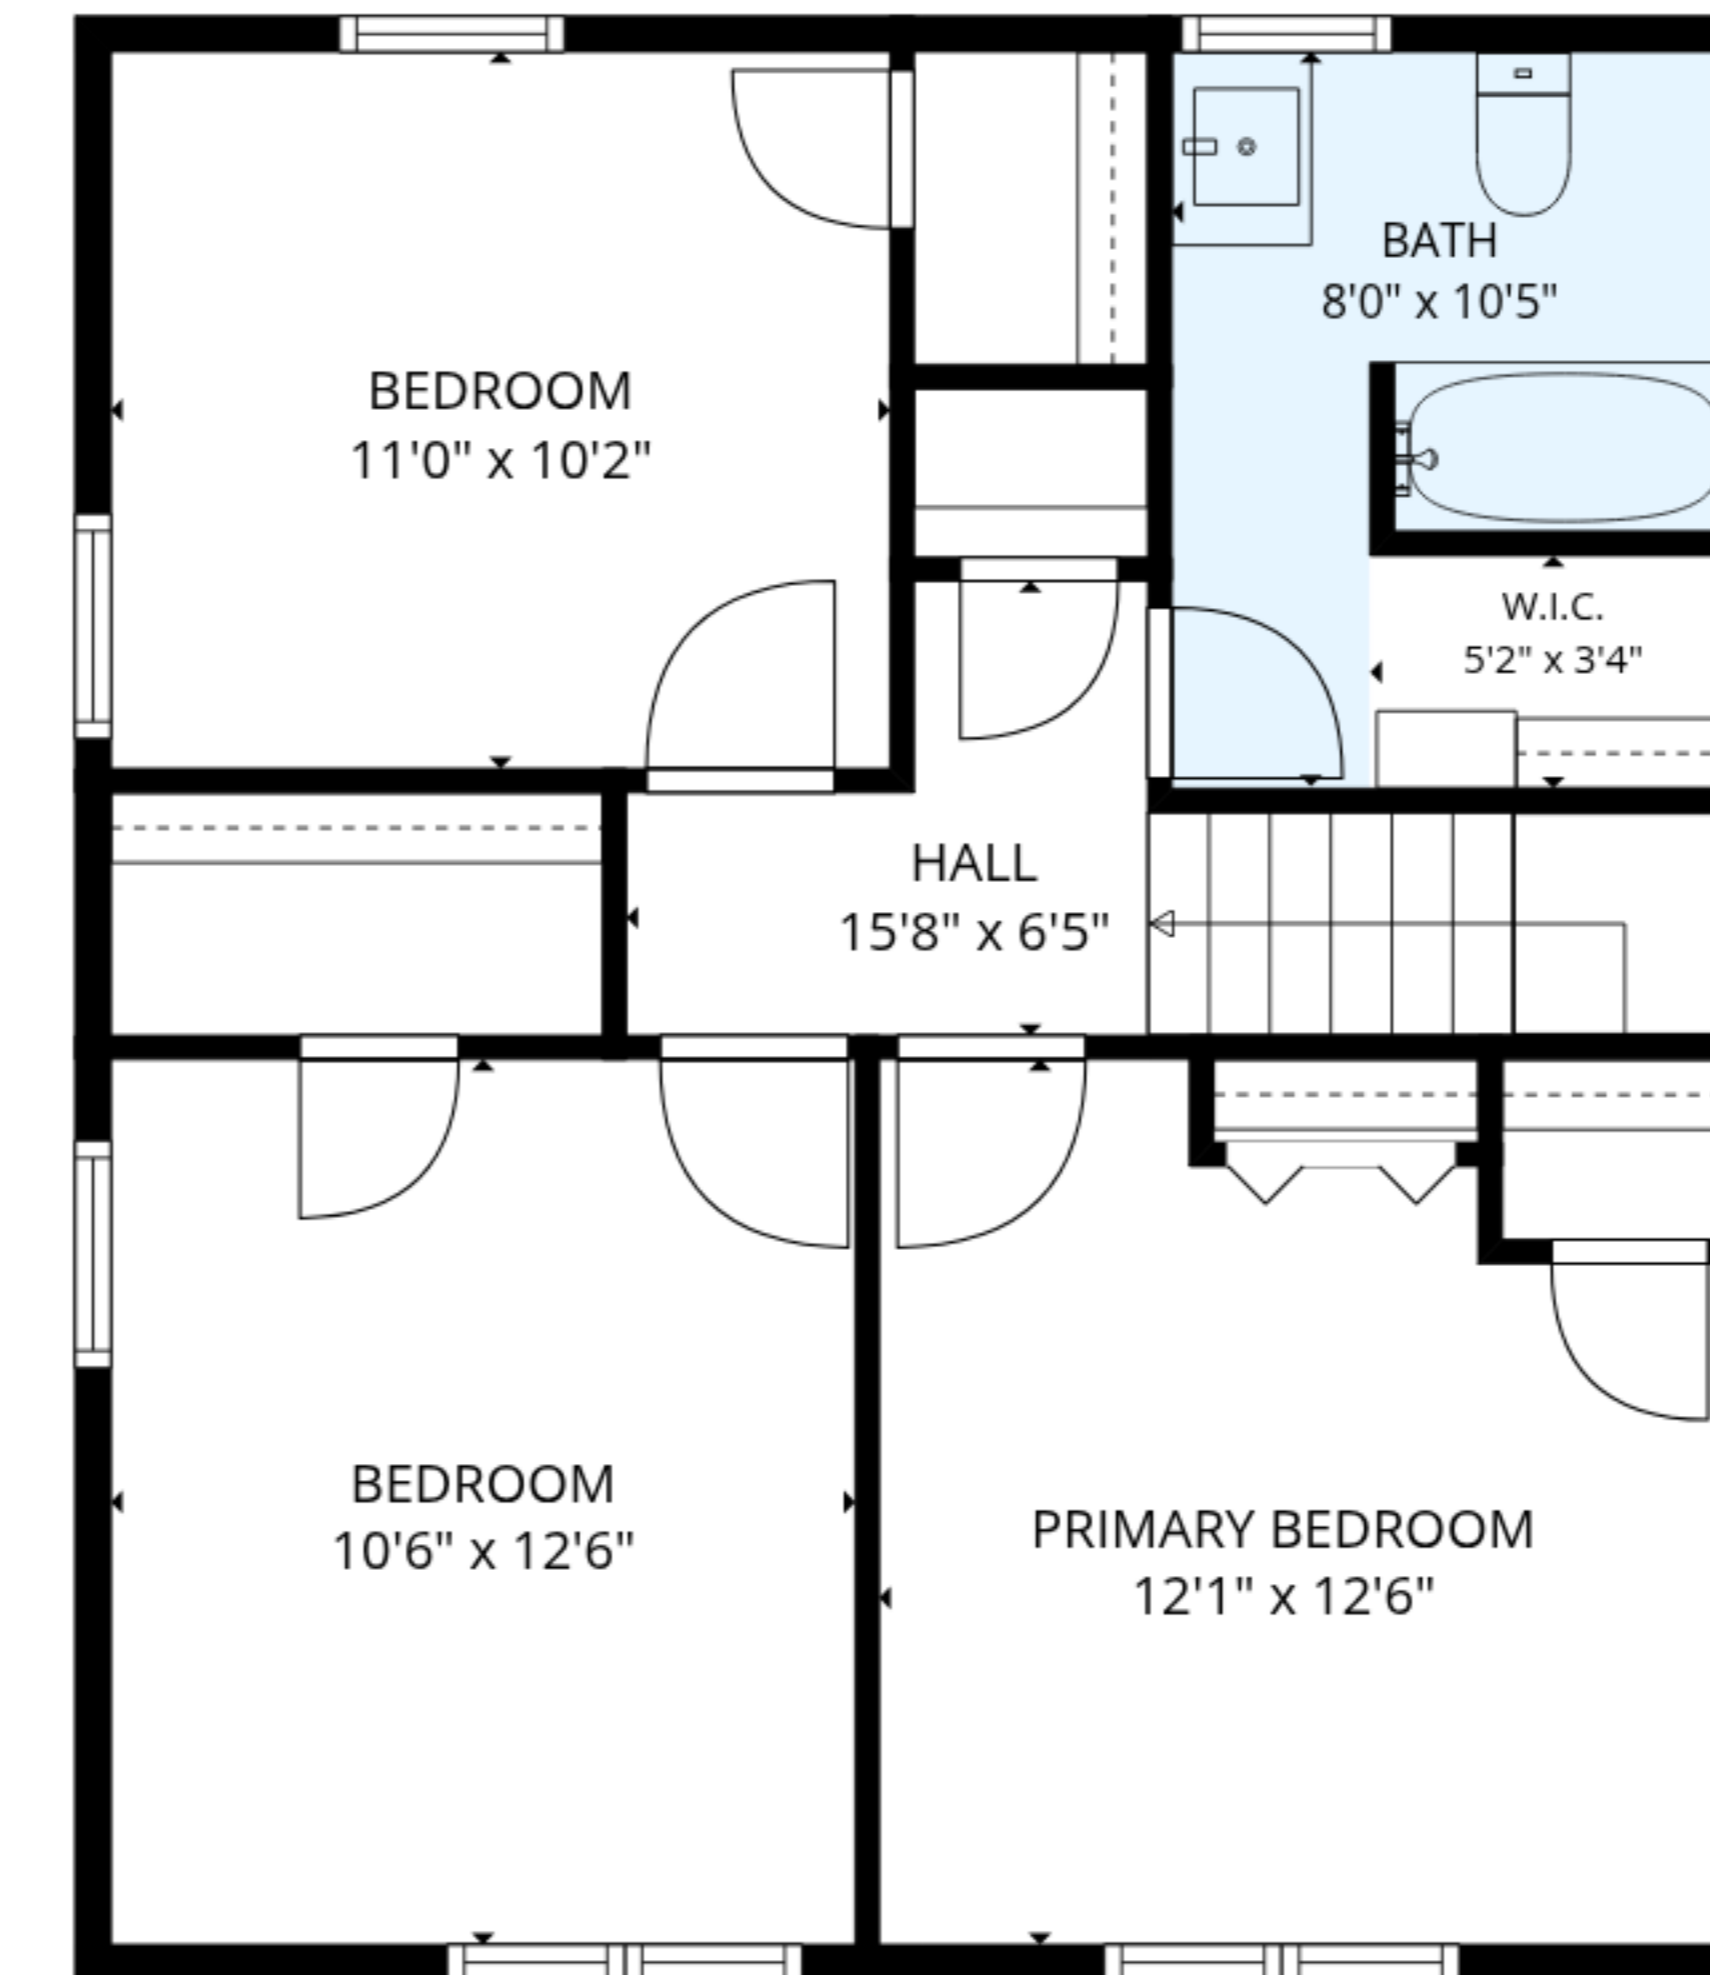 BATH
8'0" x 10'5"
BEDROOM
11'0" x 10'2"
W.I.C.
5'2" x 3'4"
HALL
15'8" x 6'5"
BEDROOM
10'6" x 12'6"
PRIMARY BEDROOM
12'1" x 12'6"